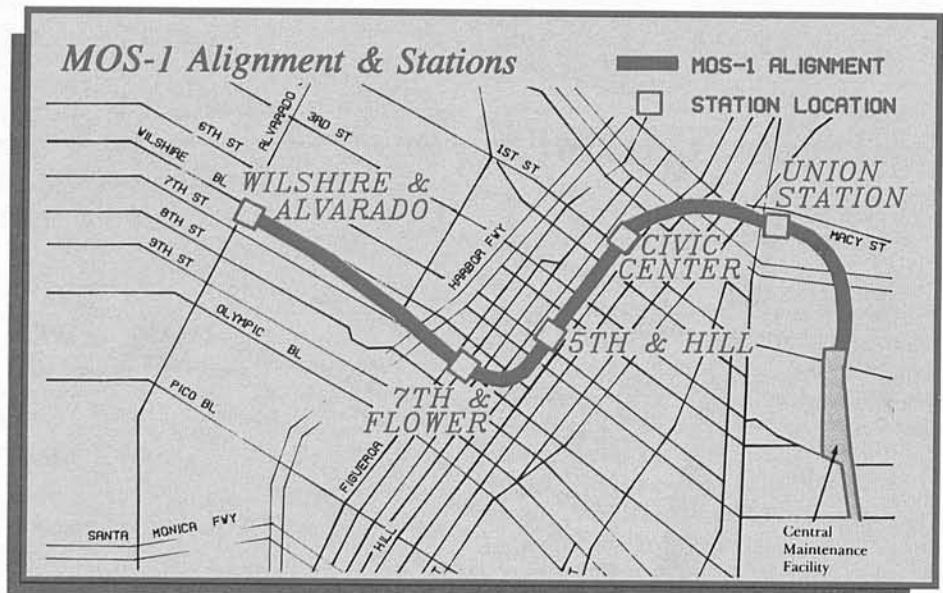 MOS-1 Alignment & Stations
MOS-1 ALIGNMENT
STATION LOCATION
ALVARADO
6TH ST
3RD ST
WILSHIRE BL
1ST ST
UNION
STATION
WILSHIRE &
ALVARADO
7TH ST
8TH ST
9TH ST
HARBOR FWY
MACY ST
CIVIC
CENTER
OLYMPIC BL
5TH & HILL
PICO BL
7TH &
FLOWER
FIGUEROA
HILL
SANTA MONICA FWY
Central
Maintenance
Facility